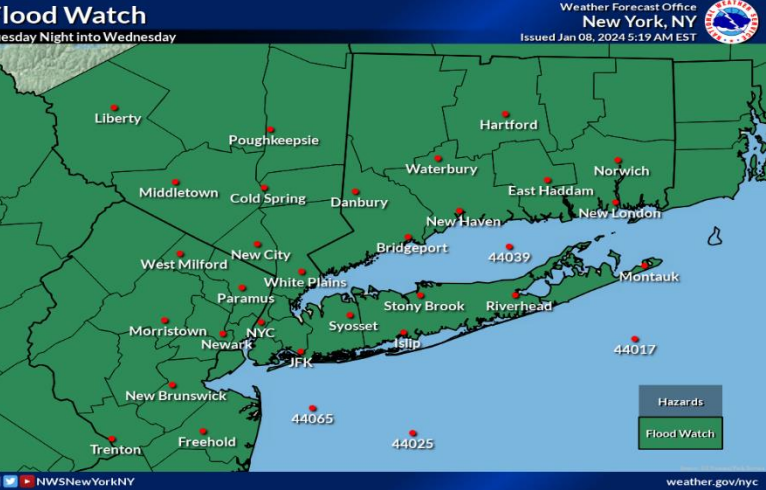 lood Watch
uesday Night into Wednesday
Weather Forecast Office
New York, NY
Issued Jan 08, 2024 5:19 AM EST
Liberty
Poughkeepsie
Hartford
Waterbury
Norwich
Middletown
Cold Spring
Danbury
East Haddam
New Haven
New London
Bridgeport
44039
New City
West Milford
White Plains
Montauk
Paramus
Stony Brook
Riverhead
Morristown
NYC
Syosset
Newark
Islip
44017
JFK
New Brunswick
Hazards
44065
44025
Flood Watch
Trenton
Freehold
NWSNewYorkNY
weather.gov/nyc